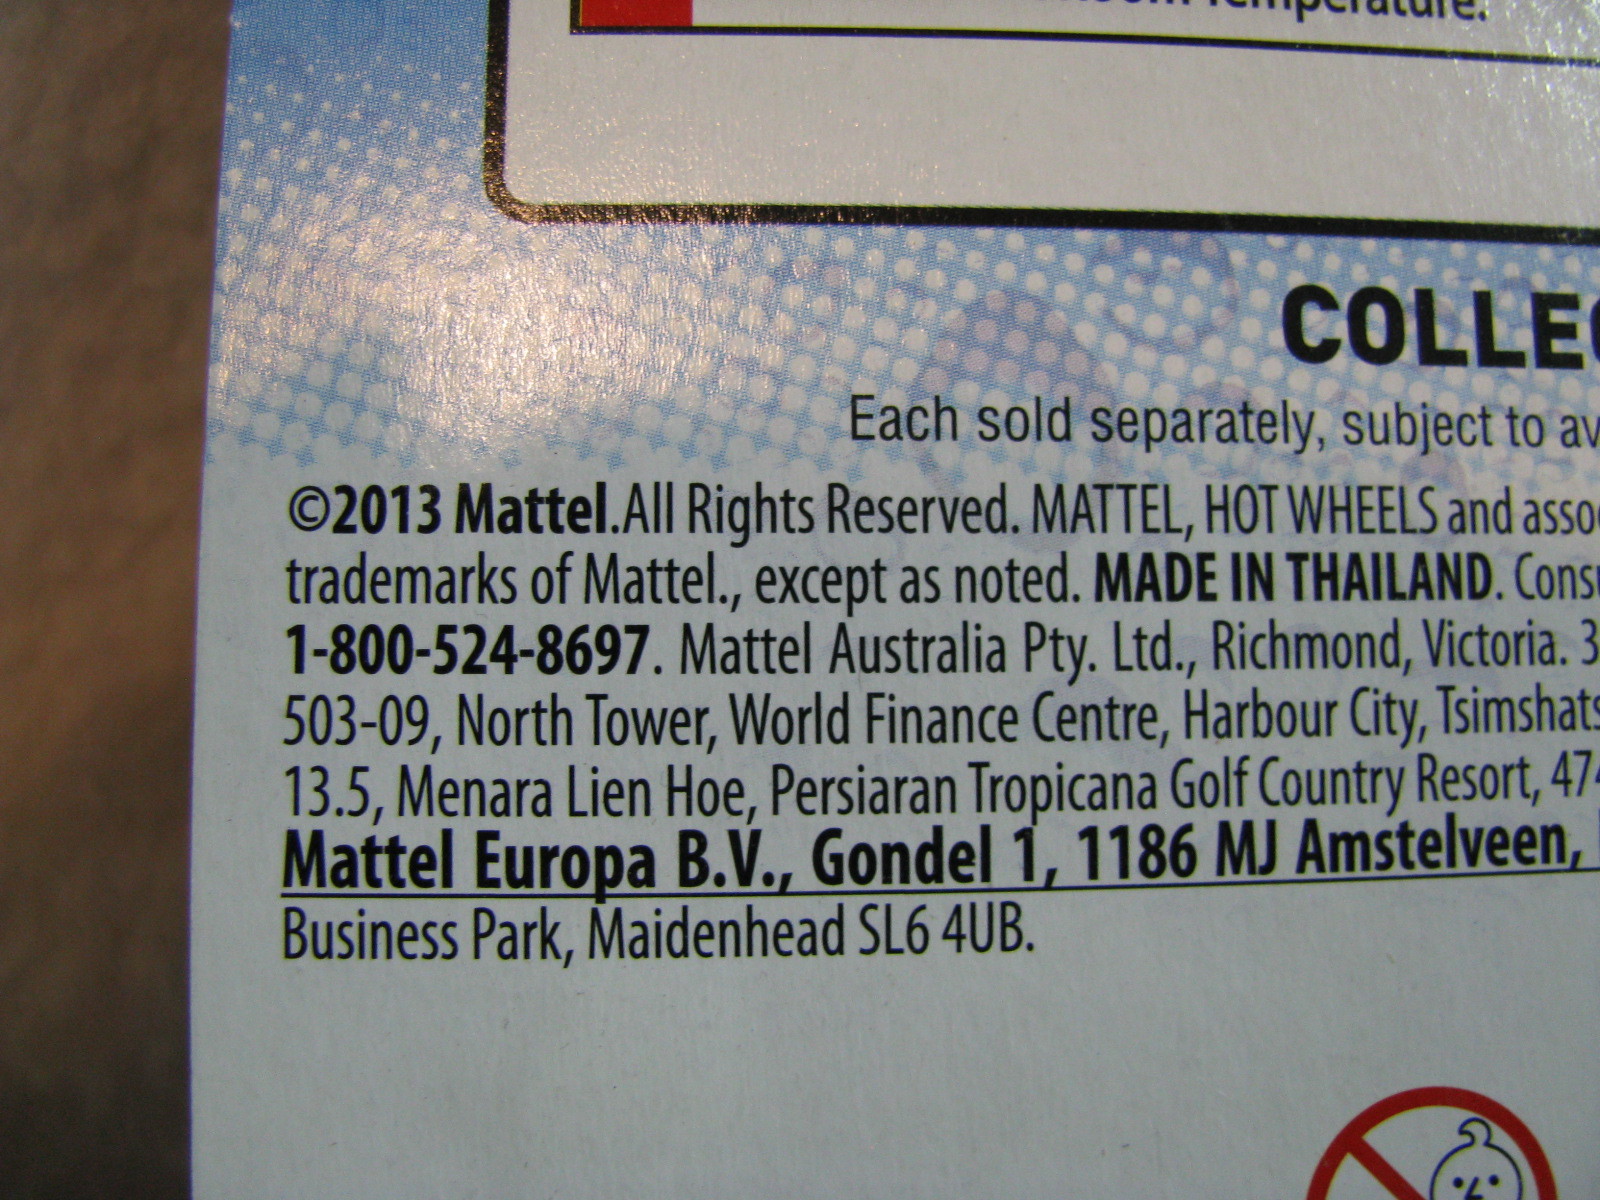 Temperature.
COLLEC
Each sold separately, subject to av
©2013 Mattel.All Rights Reserved. MATTEL, HOT WHEELS and asso
trademarks of Mattel., except as noted. MADE IN THAILAND. Cons
1-800-524-8697. Mattel Australia Pty. Ltd., Richmond, Victoria. 3
503-09, North Tower, World Finance Centre, Harbour City, Tsimshats
13.5, Menara Lien Hoe, Persiaran Tropicana Golf Country Resort, 474
Mattel Europa B.V., Gondel 1, 1186 MJ Amstelveen,
Business Park, Maidenhead SL6 4UB.